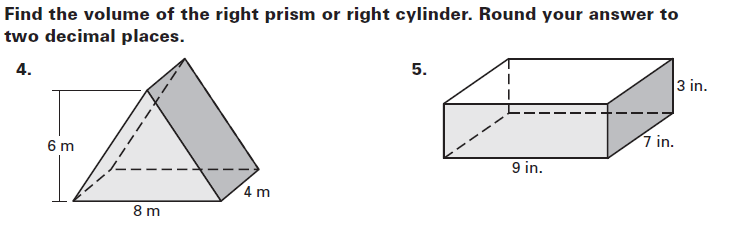 Find the volume of the right prism or right cylinder. Round your answer to
two decimal places.
4.
6 m
8 m
4 m
5.
3 in.
7 in.
9 in.